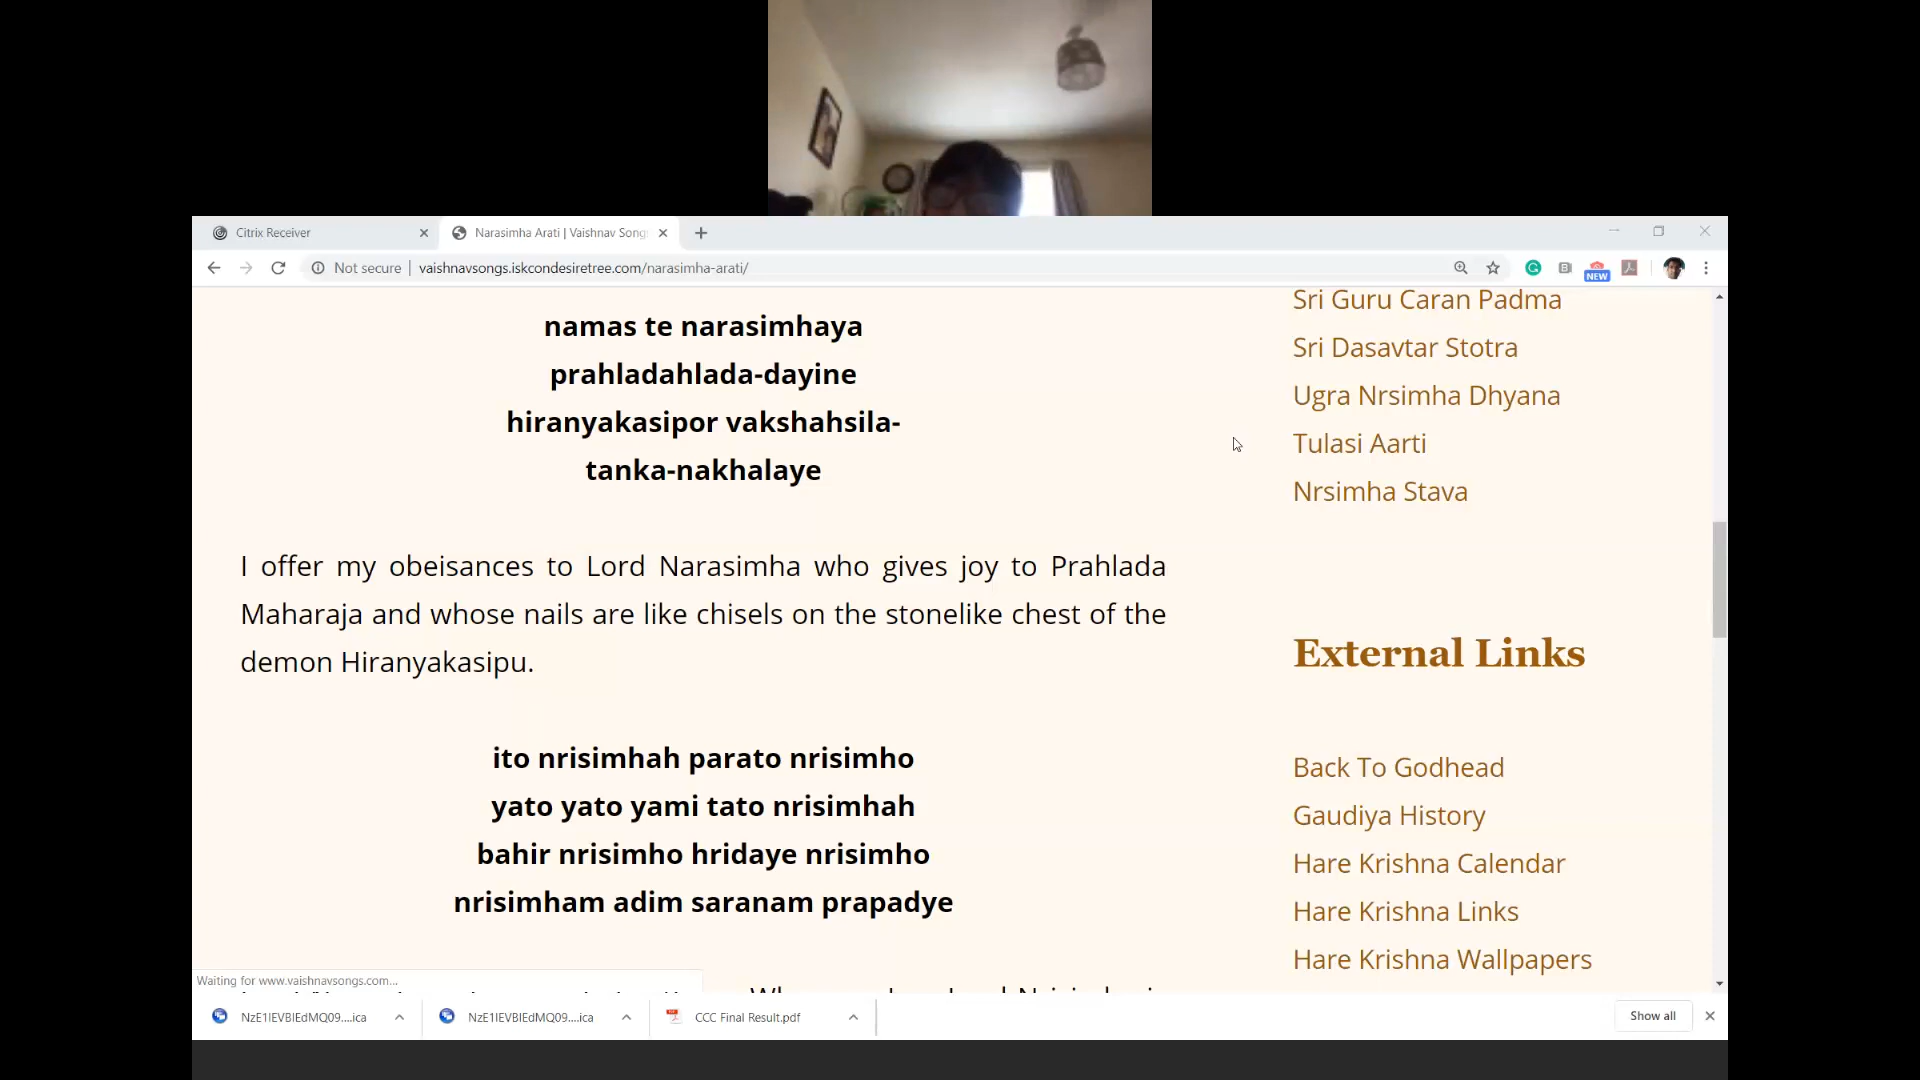 Citrix Receiver
Narasimha Arati | Vaishnav Song
Not secure | vaishnavsongs.iskcondesiretree.com/narasimha-arati/
NEW
namas te narasimhaya
prahladahlada-dayine
hiranyakasipor vakshahsila-
tanka-nakhalaye
I offer my obeisances to Lord Narasimha who gives joy to Prahlada
Maharaja and whose nails are like chisels on the stonelike chest of the
demon Hiranyakasipu.
ito nrisimhah parato nrisimho
yato yato yami tato nrisimhah
bahir nrisimho hridaye nrisimho
nrisimham adim saranam prapadye
Sri Guru Caran Padma
Sri Dasavtar Stotra
Ugra Nrsimha Dhyana
Tulasi Aarti
Nrsimha Stava
External Links
Back To Godhead
Gaudiya History
Hare Krishna Calendar
Hare Krishna Links
Hare Krishna Wallpapers
Waiting for www.vaishnavsongs.com...
NzE1IEVBIEdMQ09....ica
NzE1IEVBIEdMQ09....ica
CCC Final Result.pdf
Show all